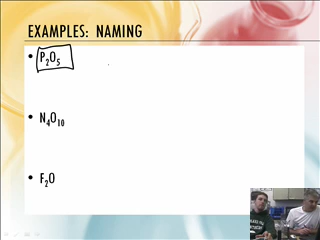 EXAMPLES: NAMING
• P₂O₅
• N₄O₁₀
• F₂O